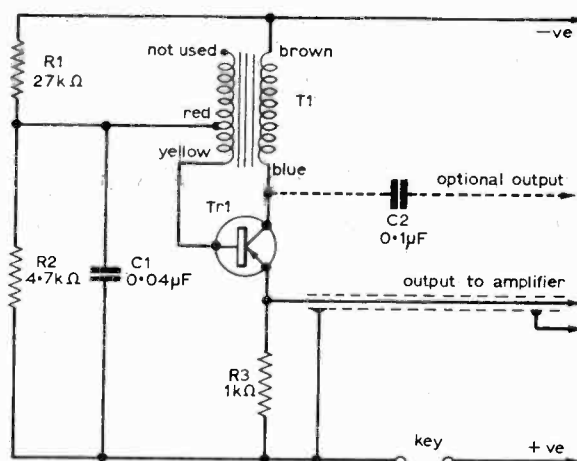 −ve
not used
brown
R1
27kΩ
T1
red
yellow
blue
optional output
Tr1
C2
0·1µF
R2
4·7kΩ
C1
0·04µF
output to amplifier
R3
1kΩ
key
+ve